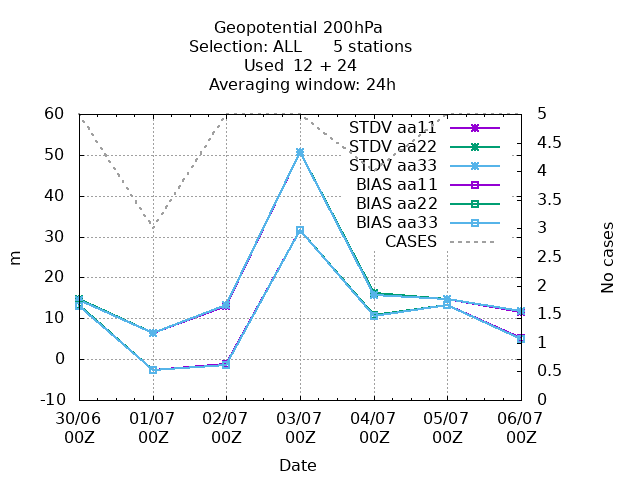 Geopotential 200hPa
Selection: ALL      5 stations
Used  12 + 24
Averaging window: 24h
60
50
40
30
20
10
0
-10
m
5
4.5
4
3.5
3
2.5
2
1.5
1
0.5
0
No cases
STDV aa11
STDV aa22
STDV aa33
BIAS aa11
BIAS aa22
BIAS aa33
CASES
30/06 01/07 02/07 03/07 04/07 05/07 06/07
00Z 00Z 00Z 00Z 00Z 00Z 00Z
Date